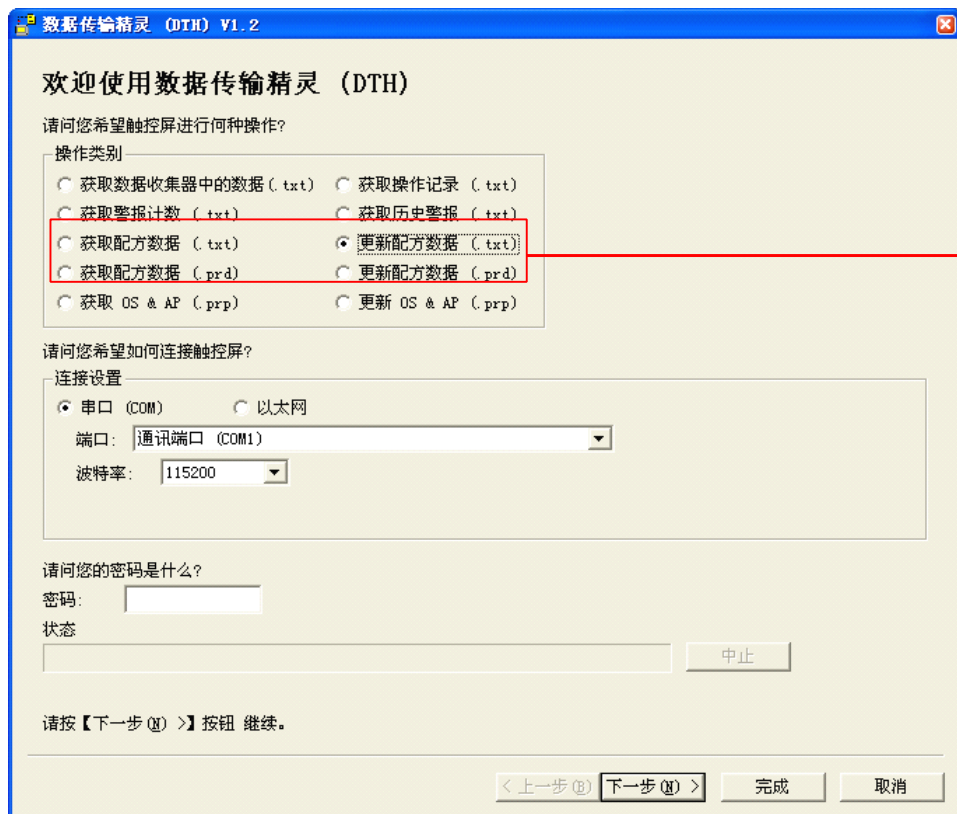 数据传输精灵 (DTH) V1.2
欢迎使用数据传输精灵 (DTH)
请问您希望触控屏进行何种操作?
操作类别
获取数据收集器中的数据(.txt) 获取操作记录 (.txt)
获取警报计数 (.txt) 获取历史警报 (.txt)
获取配方数据 (.txt) 更新配方数据 (.txt)
获取配方数据 (.prd) 更新配方数据 (.prd)
获取 OS & AP (.prp) 更新 OS & AP (.prp)
请问您希望如何连接触控屏?
连接设置
串口 (COM) 以太网
端口: 通讯端口 (COM1)
波特率: 115200
请问您的密码是什么?
密码:
状态
中止
请按【下一步(N) >】按钮 继续。
< 上一步(B) 下一步(N) > 完成 取消